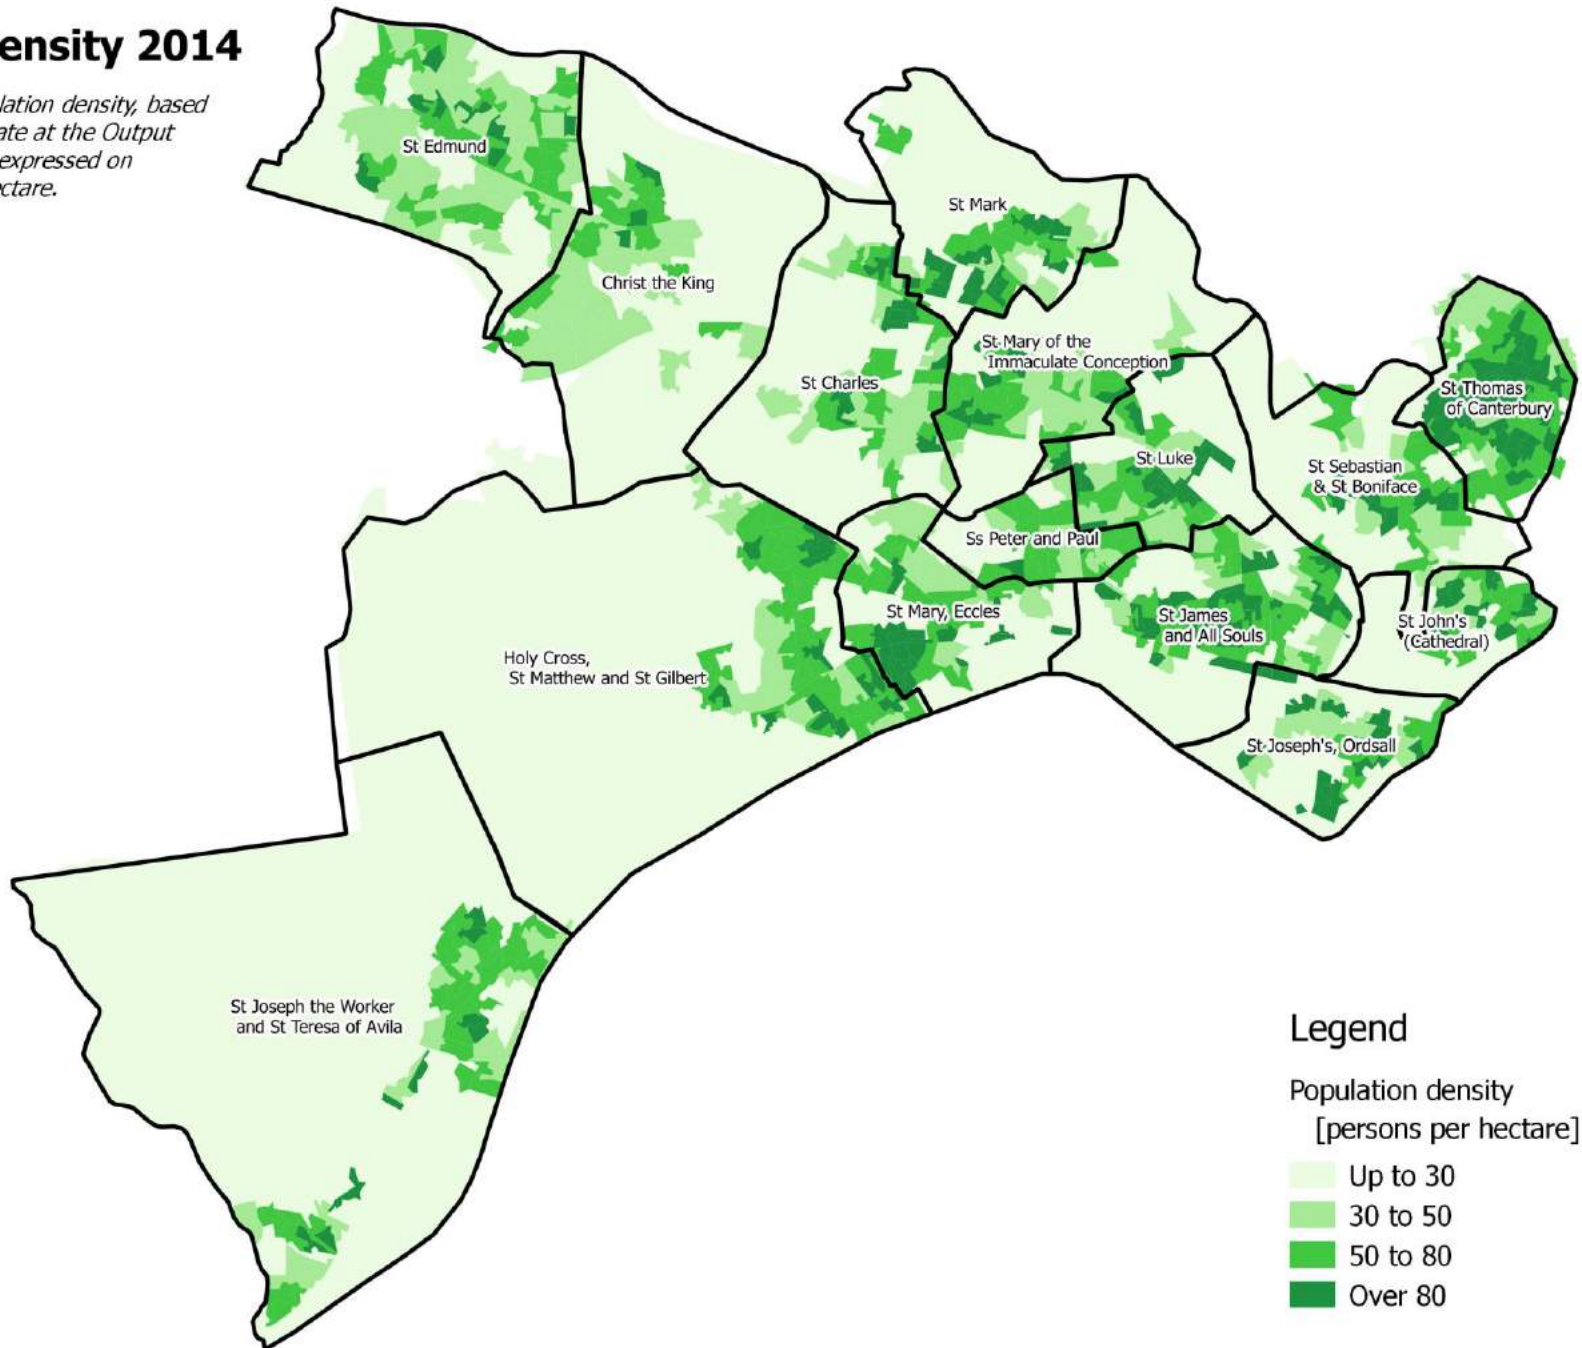 ensity 2014
lation density, based
ate at the Output
expressed on
ectare.
St Edmund
Christ the King
St Mark
St Mary of the
Immaculate Conception
St Charles
St Thomas
of Canterbury
St Luke
St Sebastian
& St Boniface
Ss Peter and Paul
St Mary, Eccles
St James
and All Souls
St John's
(Cathedral)
Holy Cross,
St Matthew and St Gilbert
St Joseph's, Ordsall
St Joseph the Worker
and St Teresa of Avila
Legend
Population density
[persons per hectare]
Up to 30
30 to 50
50 to 80
Over 80